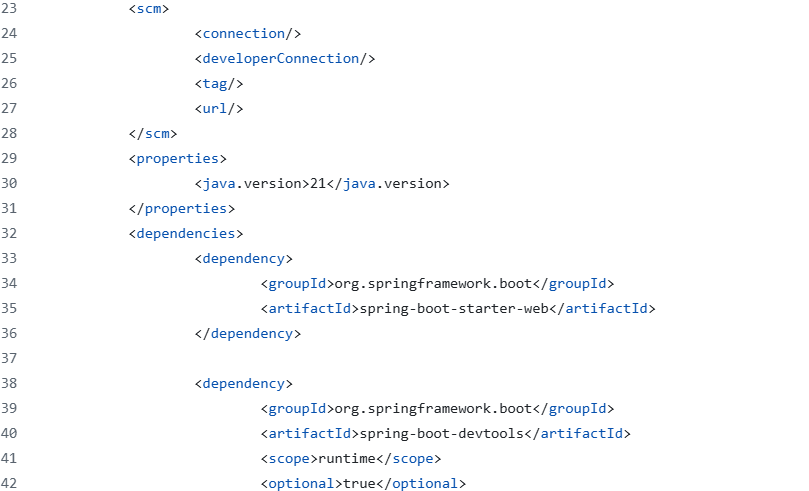 23 <scm>
24 <connection/>
25 <developerConnection/>
26 <tag/>
27 <url/>
28 </scm>
29 <properties>
30 <java.version>21</java.version>
31 </properties>
32 <dependencies>
33 <dependency>
34 <groupId>org.springframework.boot</groupId>
35 <artifactId>spring-boot-starter-web</artifactId>
36 </dependency>
37
38 <dependency>
39 <groupId>org.springframework.boot</groupId>
40 <artifactId>spring-boot-devtools</artifactId>
41 <scope>runtime</scope>
42 <optional>true</optional>